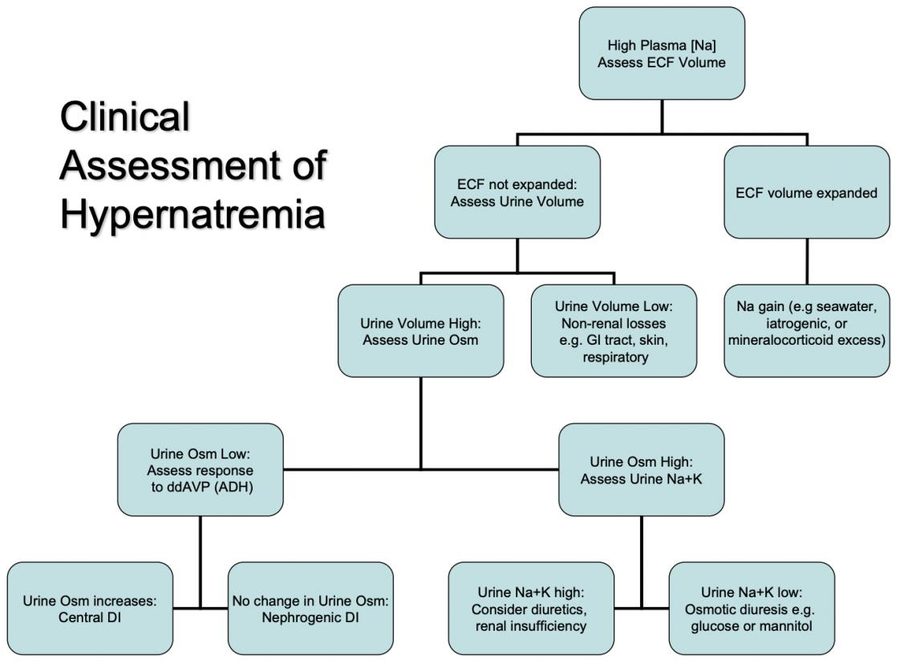 Clinical
Assessment of
Hypernatremia
High Plasma [Na]
Assess ECF Volume
ECF not expanded:
Assess Urine Volume
ECF volume expanded
Urine Volume High:
Assess Urine Osm
Urine Volume Low:
Non-renal losses
e.g. GI tract, skin,
respiratory
Na gain (e.g seawater,
iatrogenic, or
mineralocorticoid excess)
Urine Osm Low:
Assess response
to ddAVP (ADH)
Urine Osm High:
Assess Urine Na+K
Urine Osm increases:
Central DI
No change in Urine Osm:
Nephrogenic DI
Urine Na+K high:
Consider diuretics,
renal insufficiency
Urine Na+K low:
Osmotic diuresis e.g.
glucose or mannitol